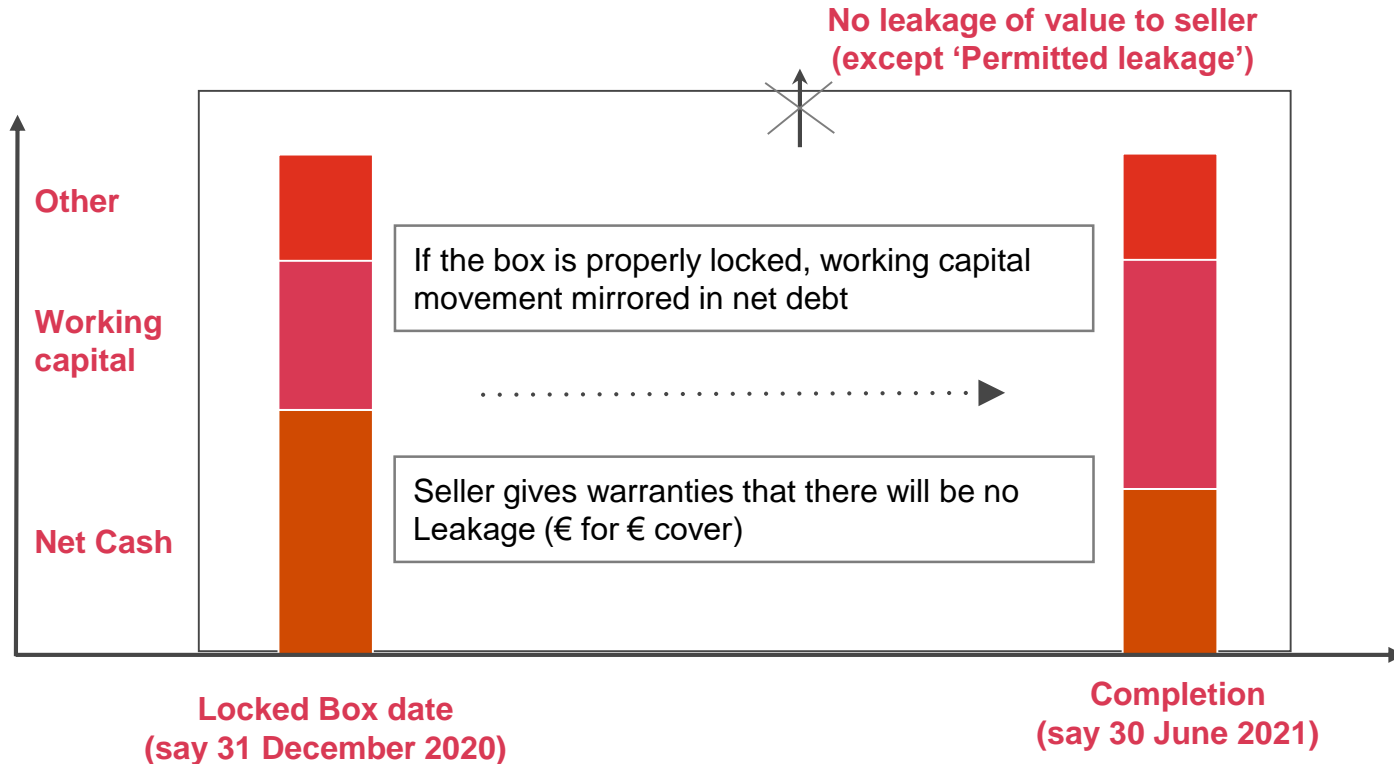 No leakage of value to seller
(except ‘Permitted leakage’)
Other
Working
capital
Net Cash
If the box is properly locked, working capital
movement mirrored in net debt
Seller gives warranties that there will be no
Leakage (€ for € cover)
Locked Box date
(say 31 December 2020)
Completion
(say 30 June 2021)